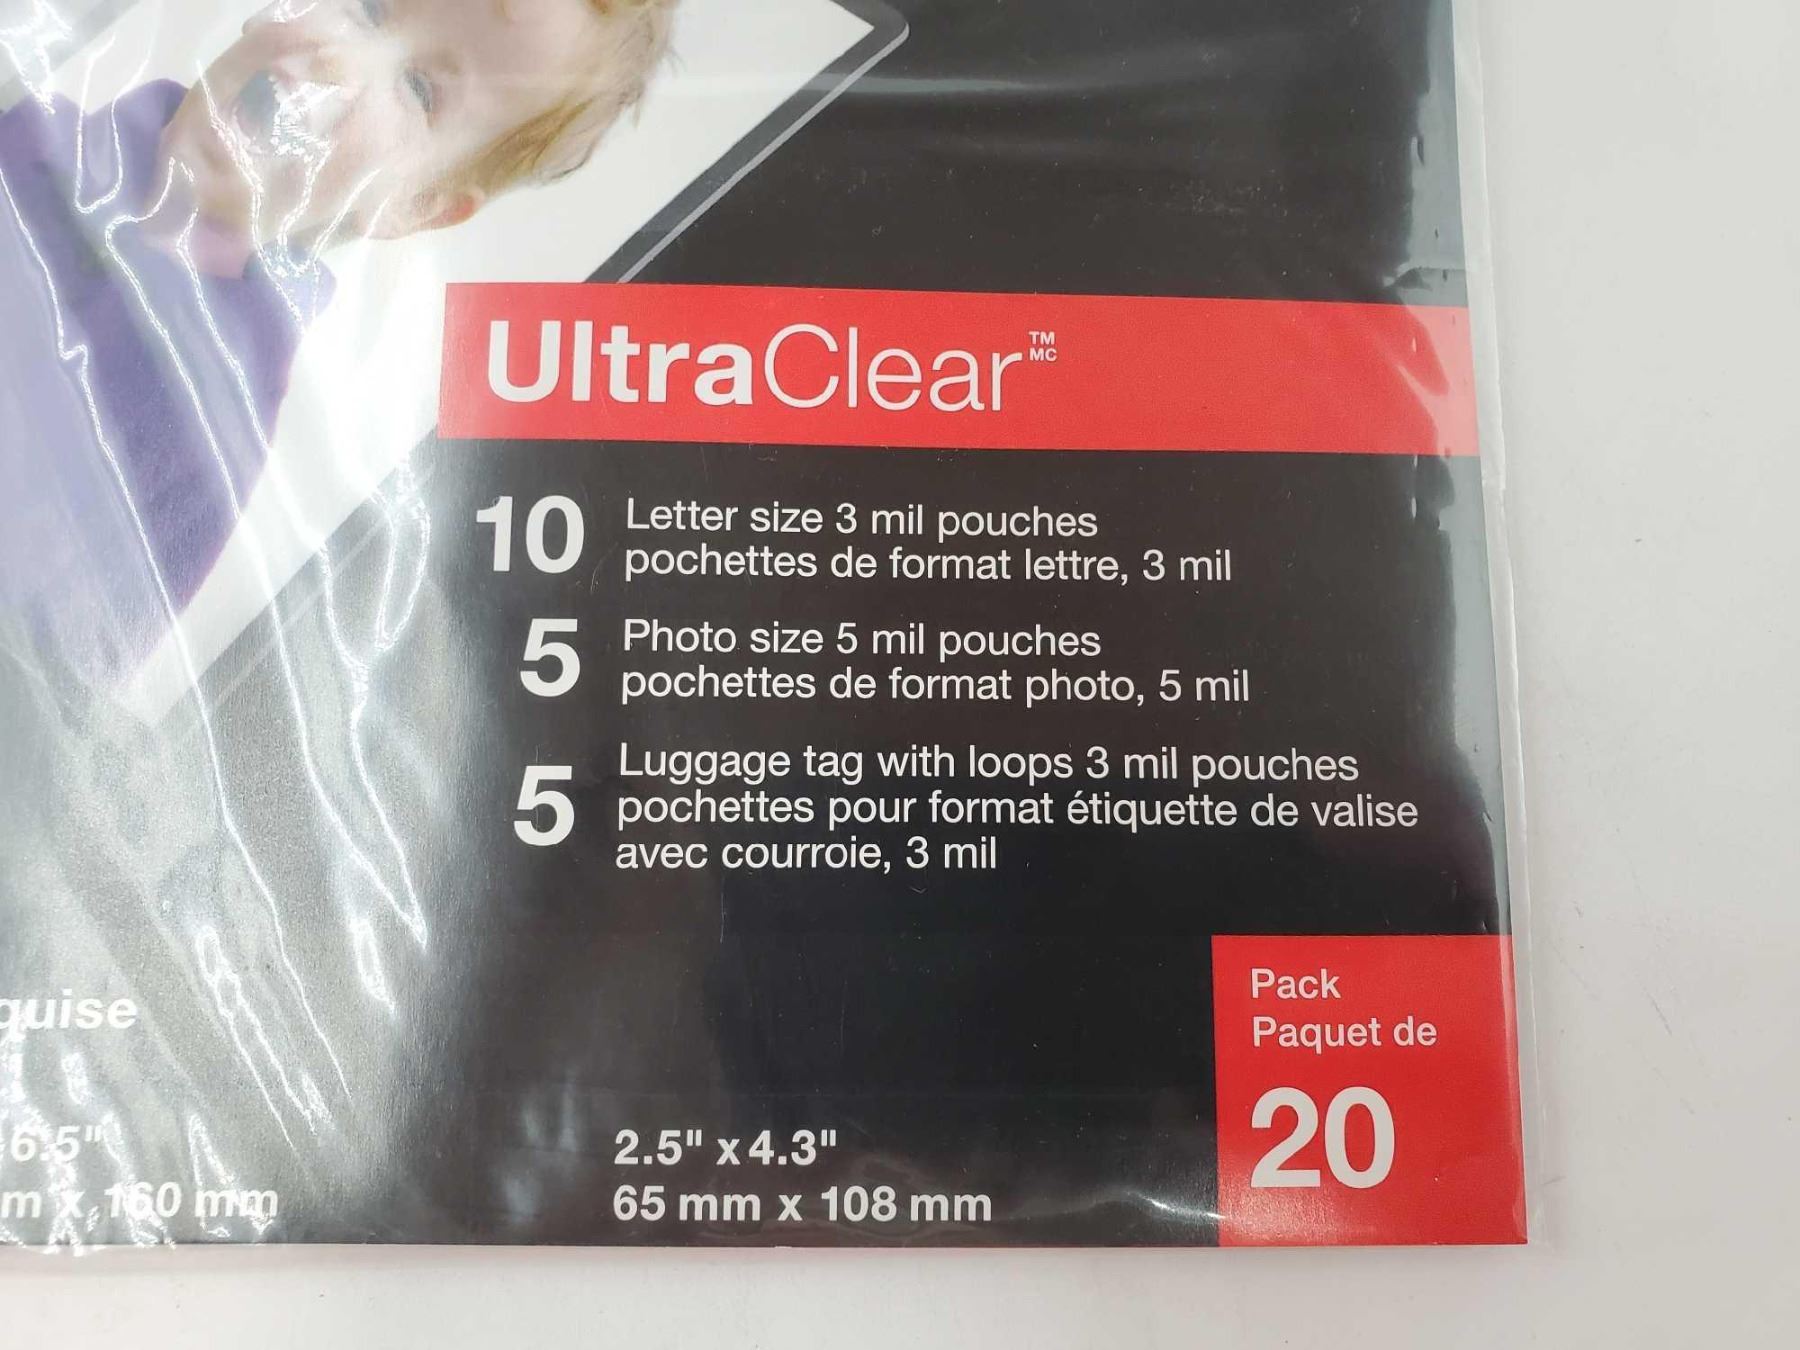 UltraClear™ MC
10
Letter size 3 mil pouches
pochettes de format lettre, 3 mil
5
Photo size 5 mil pouches
pochettes de format photo, 5 mil
5
Luggage tag with loops 3 mil pouches
pochettes pour format étiquette de valise
avec courroie, 3 mil
Pack
Paquet de
20
quise
6.5"
m x 160 mm
2.5" x 4.3"
65 mm x 108 mm